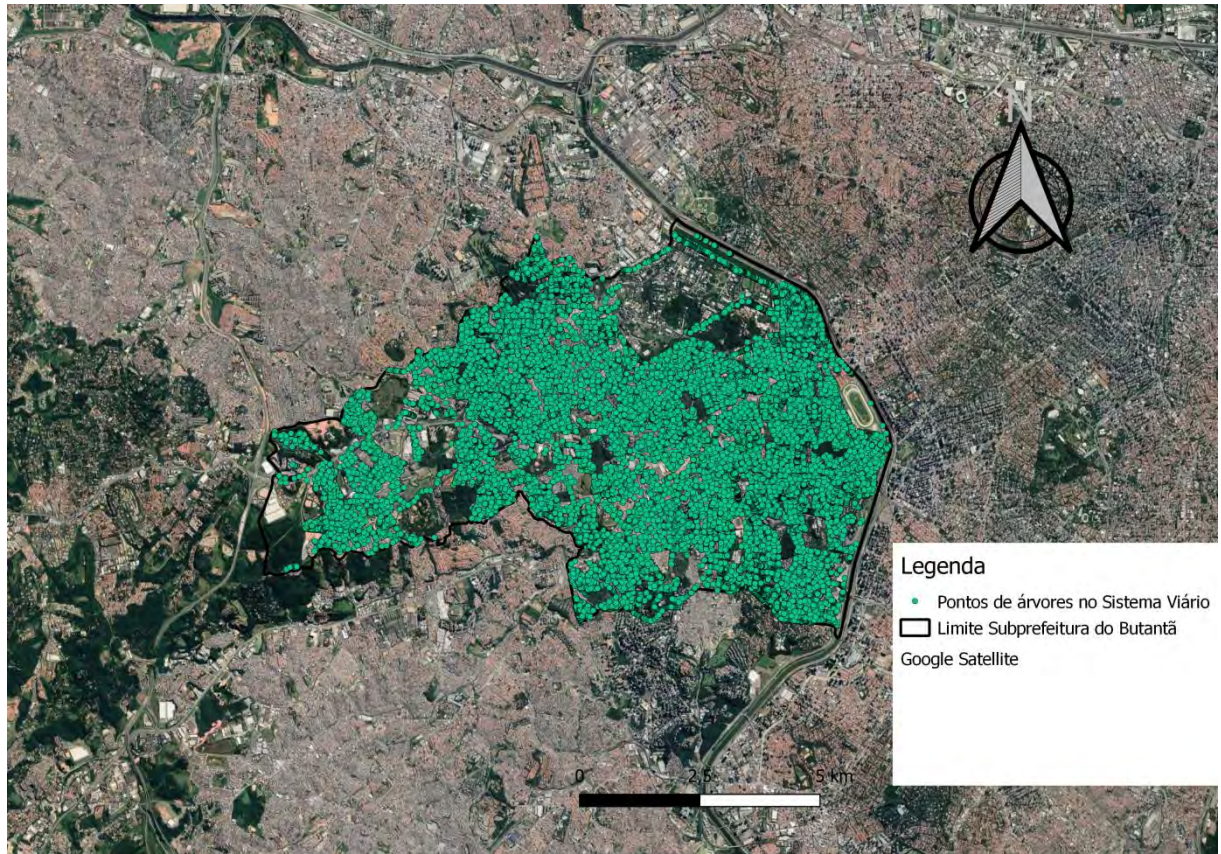 N
Legenda
Pontos de árvores no Sistema Viário
Limite Subprefeitura do Butantã
Google Satellite
0 2,5 5 km